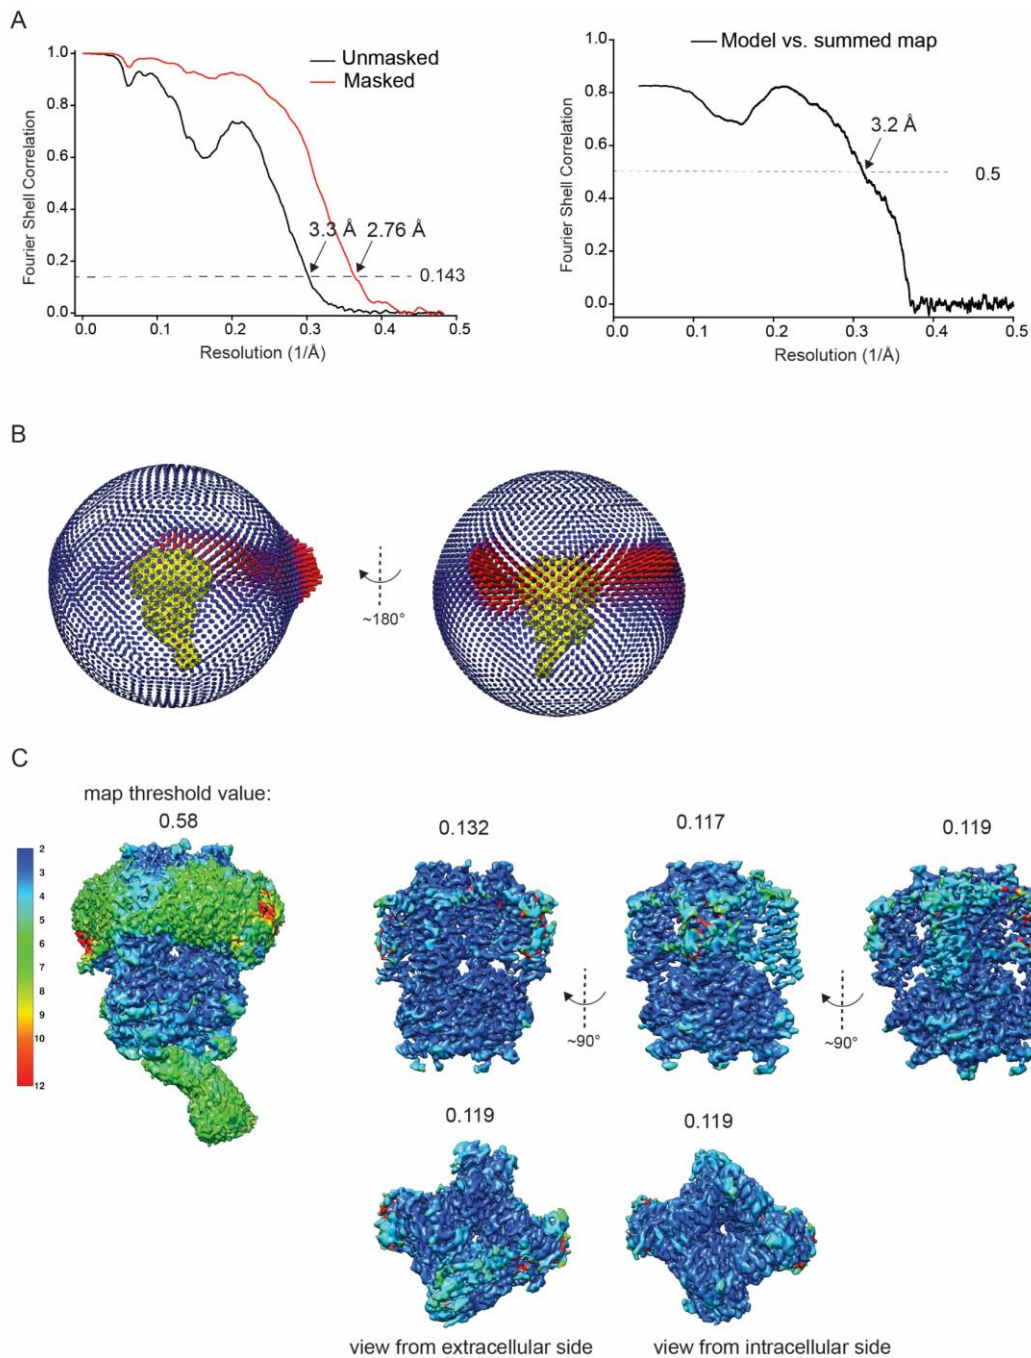 A
Unmasked
Masked
1.0
0.8
0.6
0.4
0.2
0.0
Fourier Shell Correlation
3.3 Å
2.76 Å
0.143
0.0
0.1
0.2
0.3
0.4
0.5
Resolution (1/Å)
Model vs. summed map
1.0
0.8
0.6
0.4
0.2
0.0
Fourier Shell Correlation
3.2 Å
0.5
0.0
0.1
0.2
0.3
0.4
0.5
Resolution (1/Å)
B
~180°
C
map threshold value:
0.58
2
3
4
5
6
7
8
9
10
12
0.132
0.117
0.119
~90°
~90°
0.119
0.119
view from extracellular side
view from intracellular side